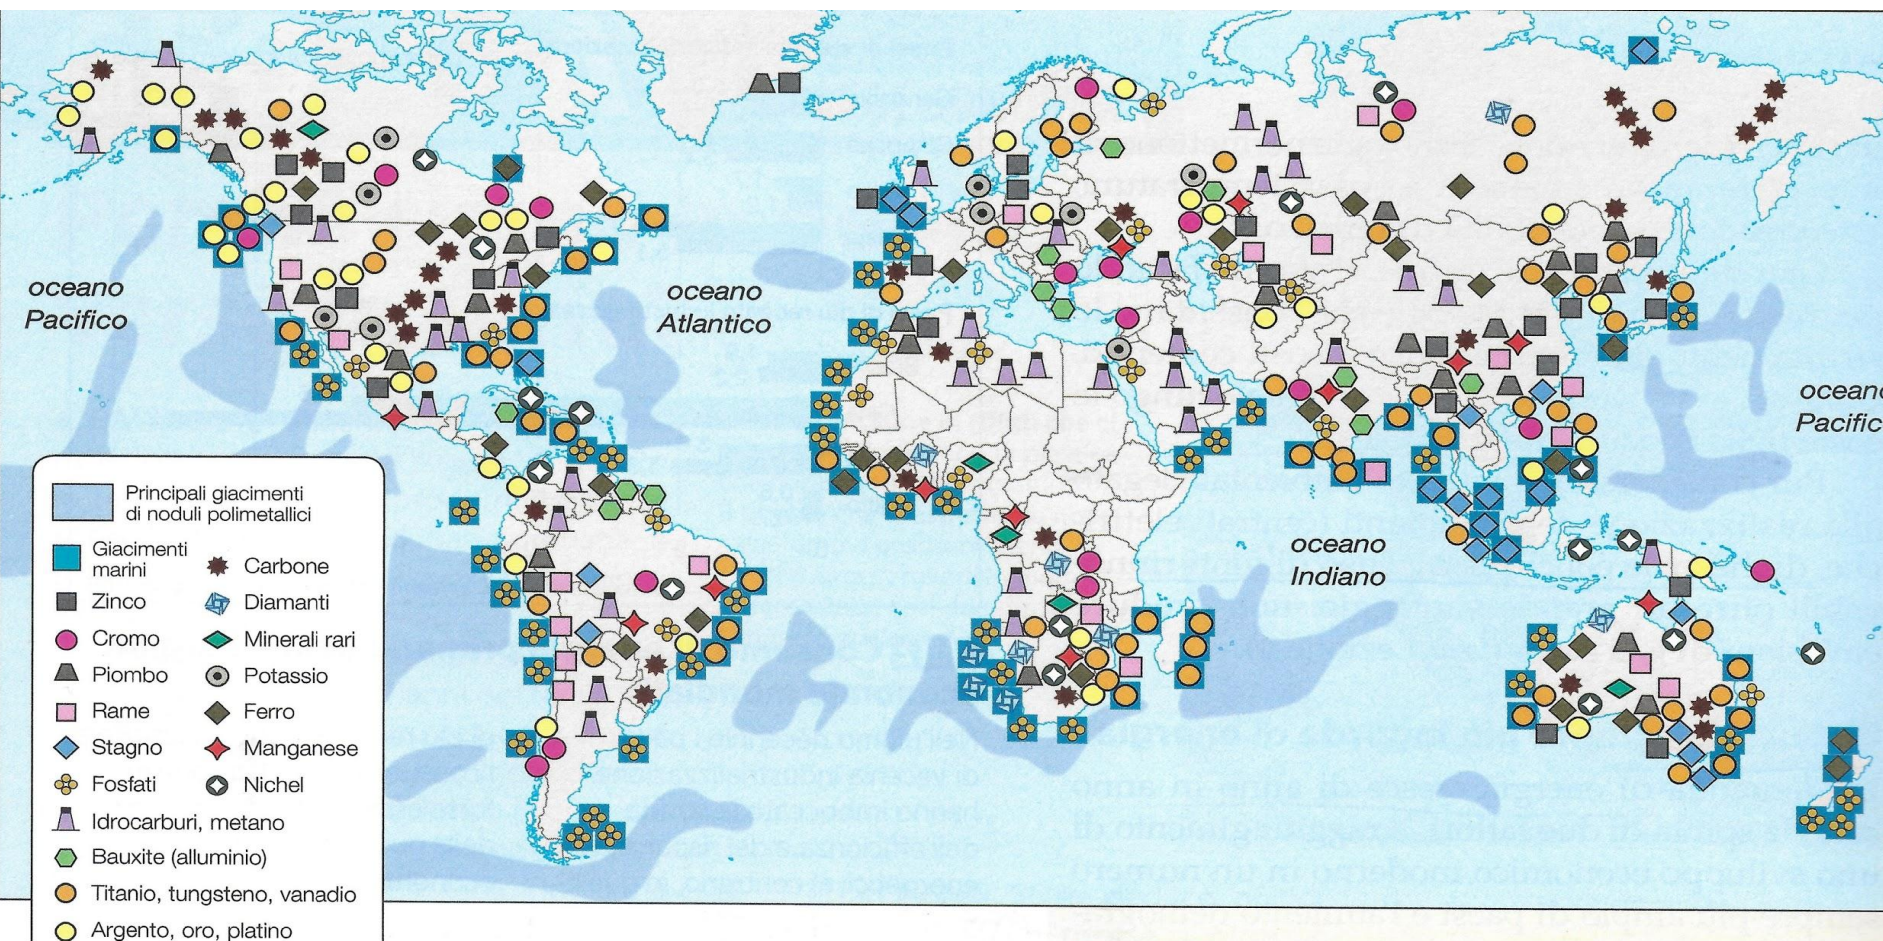 oceano
Pacifico
oceano
Atlantico
oceano
Indiano
oceano
Pacific
Principali giacimenti
di noduli polimetallici
Giacimenti
marini
Zinco
Cromo
Piombo
Rame
Stagno
Fosfati
Idrocarburi, metano
Bauxite (alluminio)
Titanio, tungsteno, vanadio
Argento, oro, platino
Carbone
Diamanti
Minerali rari
Potassio
Ferro
Manganese
Nichel